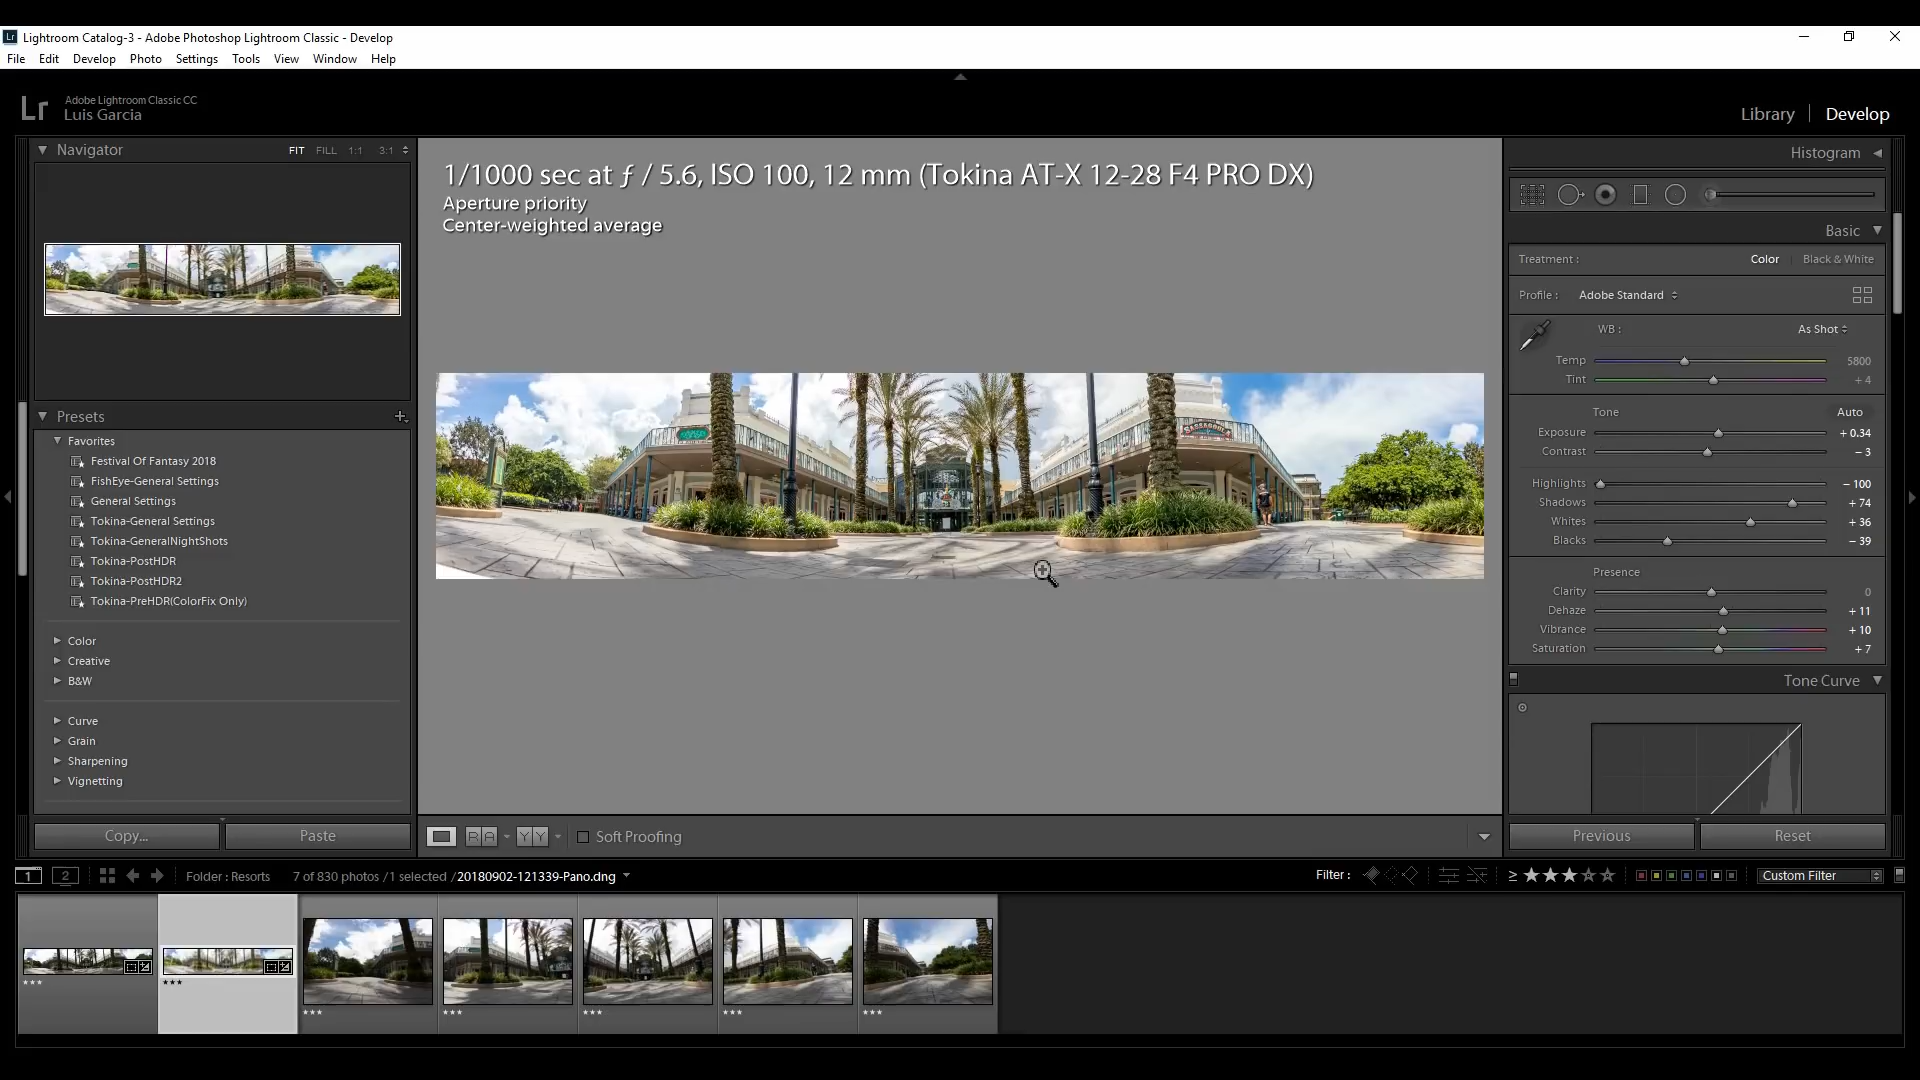 Lr Lightroom Catalog-3 - Adobe Photoshop Lightroom Classic - Develop
File Edit Develop Photo Settings Tools View Window Help
Lr Adobe Lightroom Classic CC
Luis Garcia
Library | Develop
Navigator FIT FILL 1:1 3:1
Histogram
1/1000 sec at ƒ / 5.6, ISO 100, 12 mm (Tokina AT-X 12-28 F4 PRO DX)
Aperture priority
Center-weighted average
Presets
Favorites
Festival Of Fantasy 2018
FishEye-General Settings
General Settings
Tokina-General Settings
Tokina-GeneralNightShots
Tokina-PostHDR
Tokina-PostHDR2
Tokina-PreHDR(ColorFix Only)
Color
Creative
B&W
Curve
Grain
Sharpening
Vignetting
Copy... Paste
Basic
Treatment : Color Black & White
Profile : Adobe Standard
WB : As Shot
Temp 5800
Tint + 4
Tone Auto
Exposure + 0.34
Contrast – 3
Highlights – 100
Shadows + 74
Whites + 36
Blacks – 39
Presence
Clarity 0
Dehaze + 11
Vibrance + 10
Saturation + 7
Tone Curve
Previous Reset
R A Y Y Soft Proofing
1 2 Folder : Resorts 7 of 830 photos / 1 selected / 20180902-121339-Pano.dng
Filter : ≥ ★★★☆☆ Custom Filter